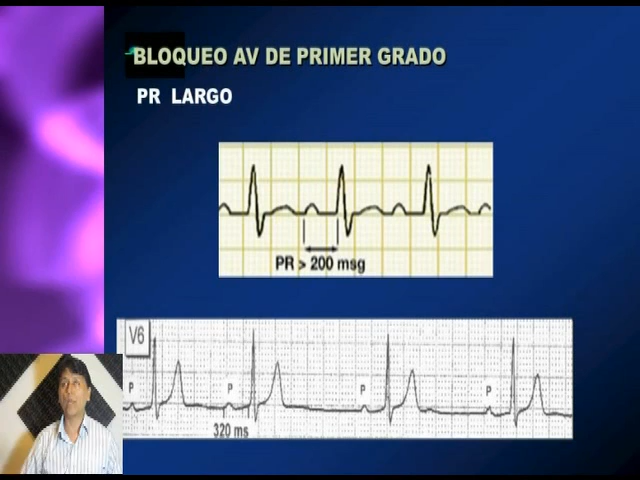 BLOQUEO AV DE PRIMER GRADO
PR LARGO
PR > 200 msg
V6
P P P P
320 ms